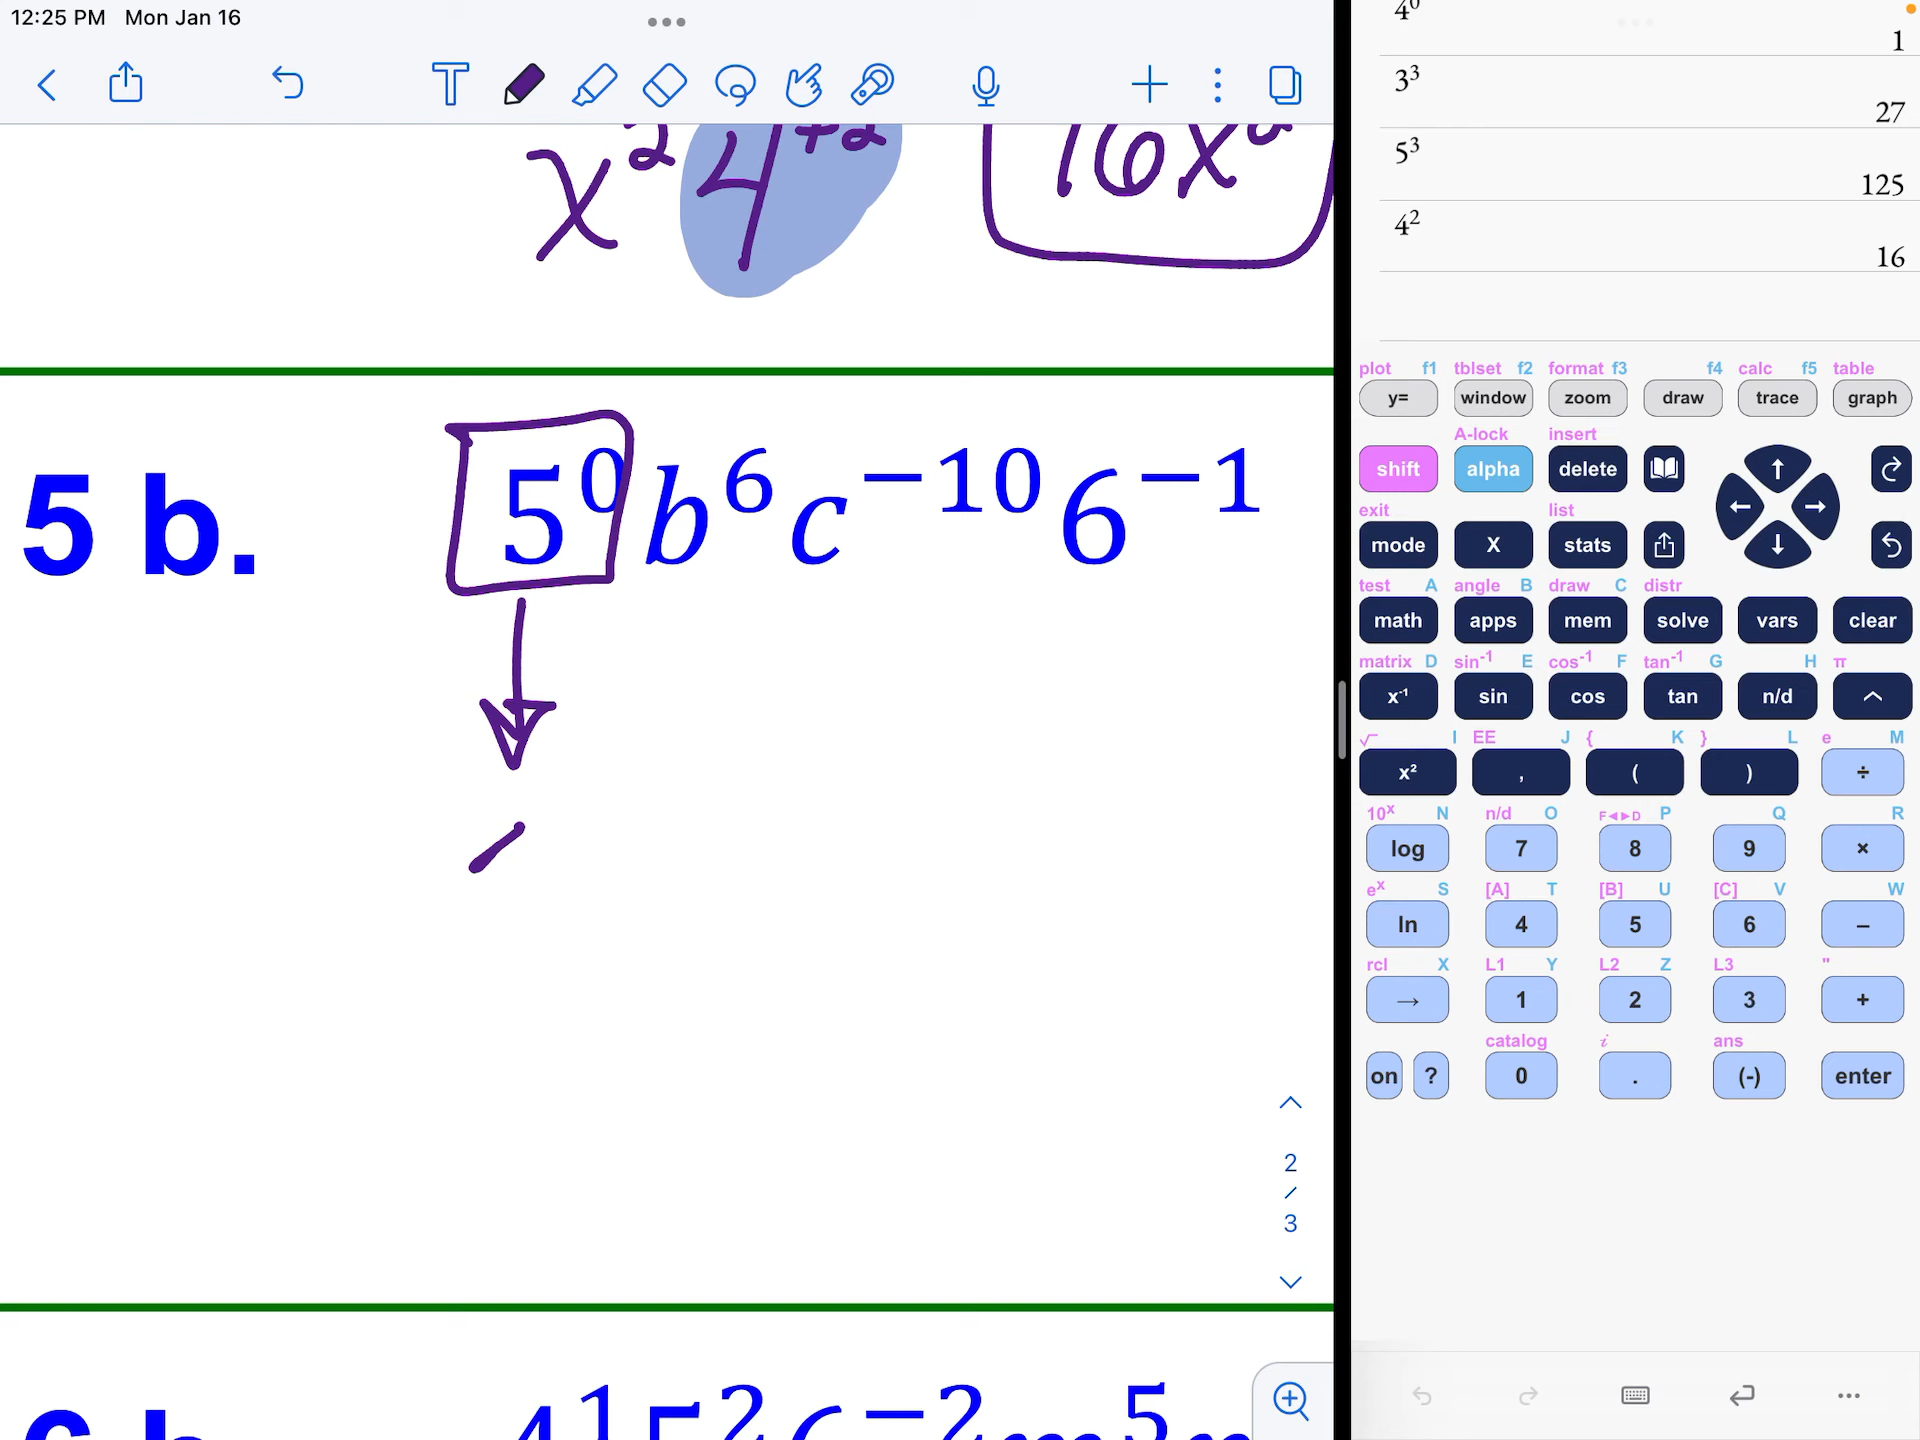 12:25 PM Mon Jan 16
x² 4⁺² 16x
5 b. 5⁰b⁶c⁻¹⁰6⁻¹
2
/
3
4⁰
1
3³
27
5³
125
4²
16
plot f1 tblset f2 format f3 f4 calc f5 table
y= window zoom draw trace graph
A-lock insert
shift alpha delete
exit list
mode X stats
test A angle B draw C distr
math apps mem solve vars clear
matrix D sin⁻¹ E cos⁻¹ F tan⁻¹ G H π
x⁻¹ sin cos tan n/d ^
√ I EE J { K } L e M
x² , ( ) ÷
10ˣ N n/d O F◄►D P Q R
log 7 8 9 ×
eˣ S [A] T [B] U [C] V W
ln 4 5 6 –
rcl X L1 Y L2 Z L3 "
→ 1 2 3 +
catalog i ans
on ? 0 . (-) enter